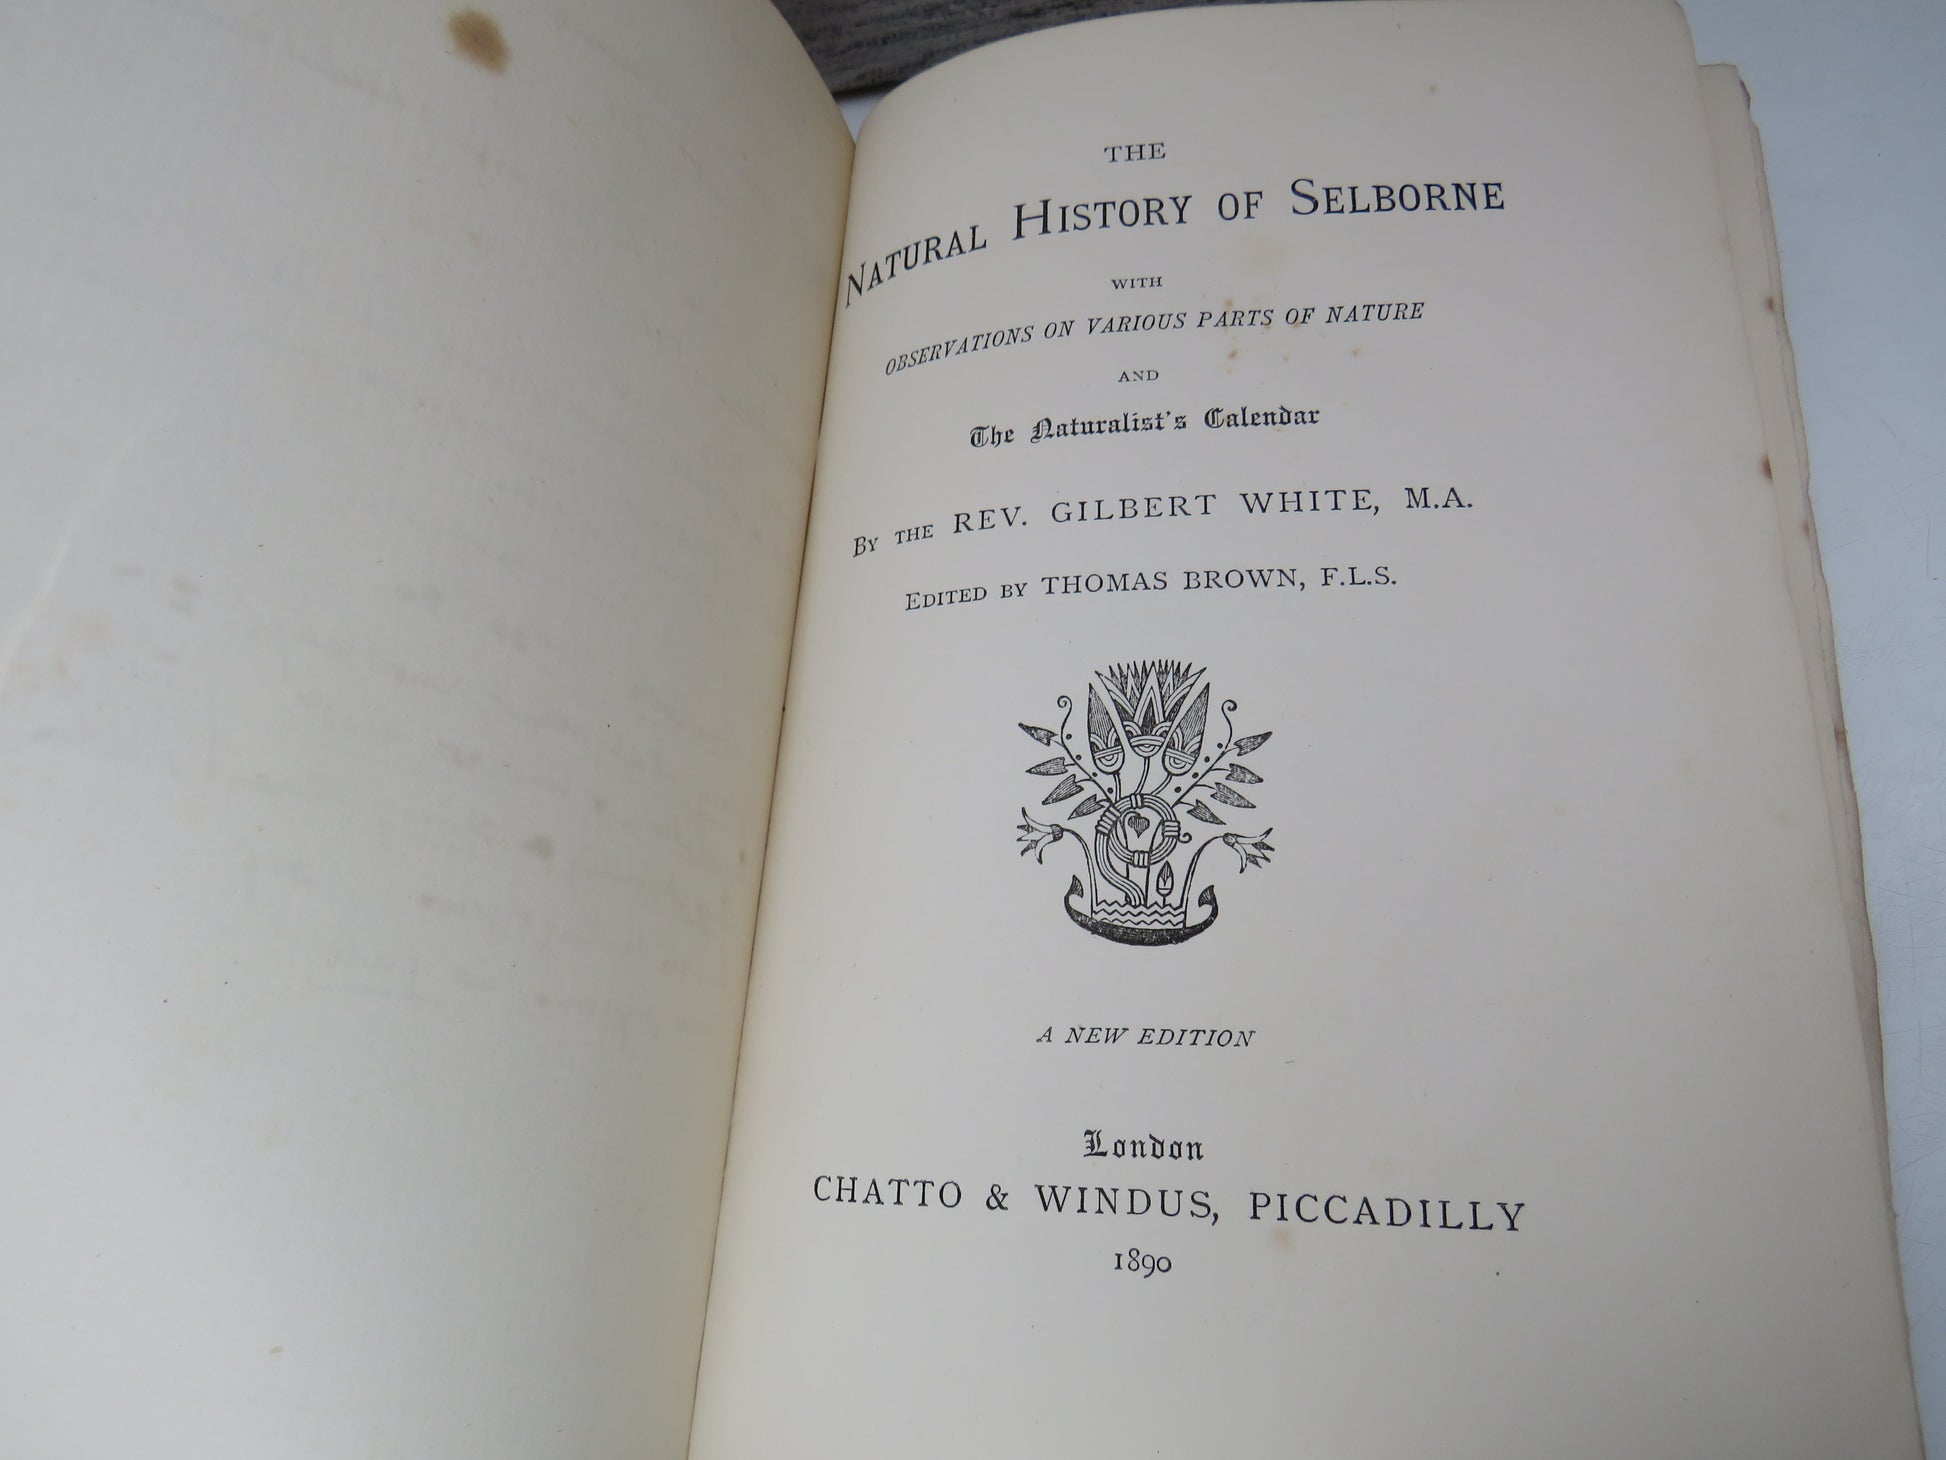 THE
NATURAL HISTORY OF SELBORNE
WITH
OBSERVATIONS ON VARIOUS PARTS OF NATURE
AND
The Naturalist's Calendar
BY THE REV. GILBERT WHITE, M.A.
EDITED BY THOMAS BROWN, F.L.S.
A NEW EDITION
London
CHATTO & WINDUS, PICCADILLY
1890